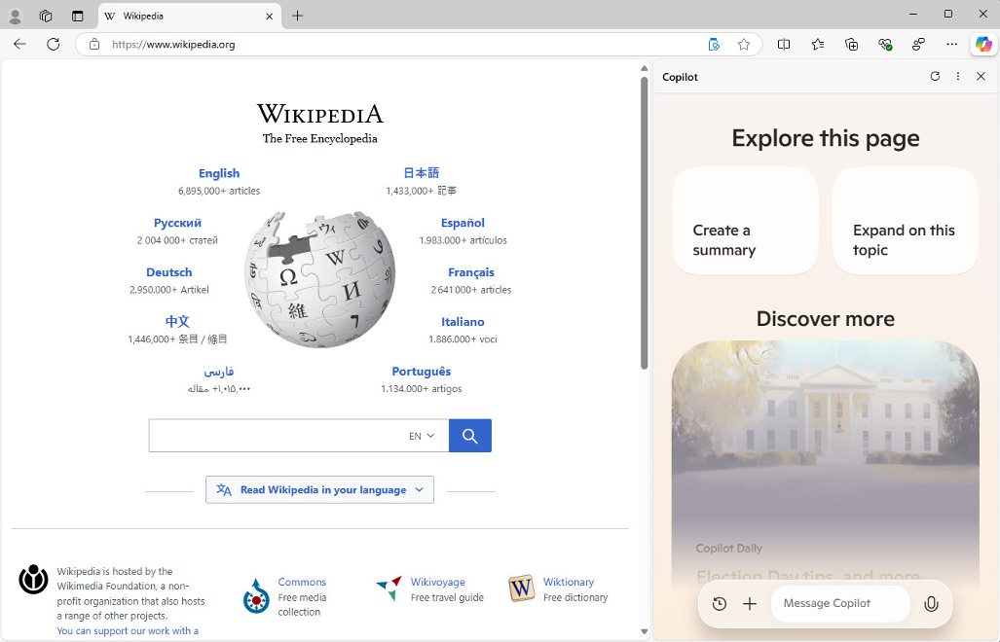 Wikipedia
https://www.wikipedia.org
WIKIPEDIA
The Free Encyclopedia
English
6,895,000+ articles
日本語
1,433,000+ 記事
Русский
2 004 000+ статей
Español
1.983.000+ artículos
Deutsch
2.950.000+ Artikel
Français
2 641 000+ articles
中文
1,446,000+ 条目 / 條目
Italiano
1.886.000+ voci
فارسی
۱٬۰۱۵٬۰۰۰+ مقاله
Português
1.134.000+ artigos
EN
Read Wikipedia in your language
Wikipedia is hosted by the
Wikimedia Foundation, a non-
profit organization that also hosts
a range of other projects.
You can support our work with a
Commons
Free media
collection
Wikivoyage
Free travel guide
Wiktionary
Free dictionary
Copilot
Explore this page
Create a
summary
Expand on this
topic
Discover more
Copilot Daily
Election Day tips, and more
Message Copilot